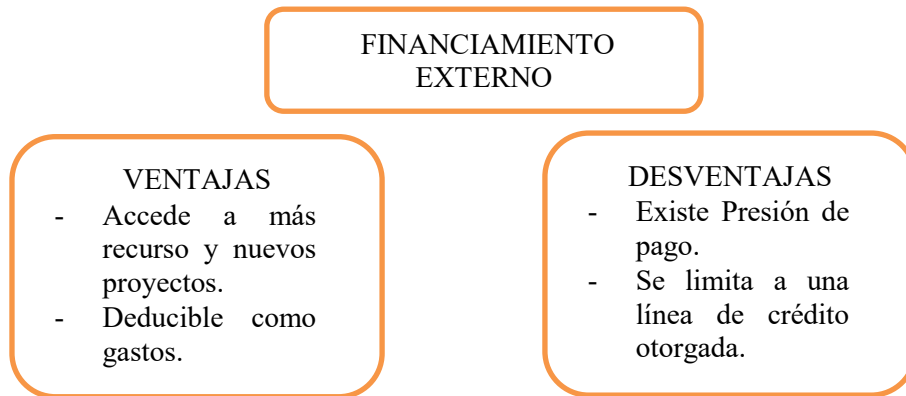 FINANCIAMIENTO
EXTERNO
VENTAJAS
- Accede a más
recurso y nuevos
proyectos.
- Deducible como
gastos.
DESVENTAJAS
- Existe Presión de
pago.
- Se limita a una
línea de crédito
otorgada.